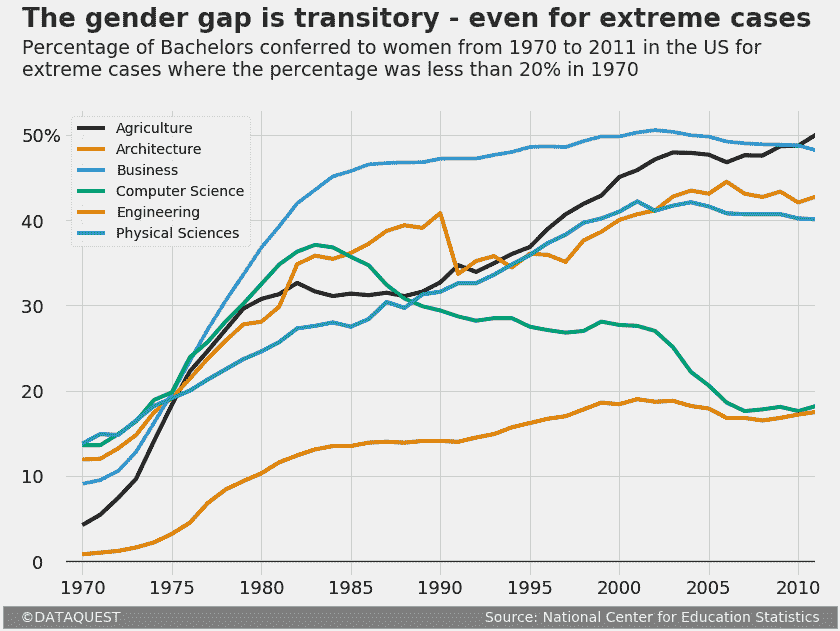 The gender gap is transitory - even for extreme cases
Percentage of Bachelors conferred to women from 1970 to 2011 in the US for
extreme cases where the percentage was less than 20% in 1970
Agriculture
Architecture
Business
Computer Science
Engineering
Physical Sciences
50%
40
30
20
10
0
1970 1975 1980 1985 1990 1995 2000 2005 2010
©DATAQUEST Source: National Center for Education Statistics